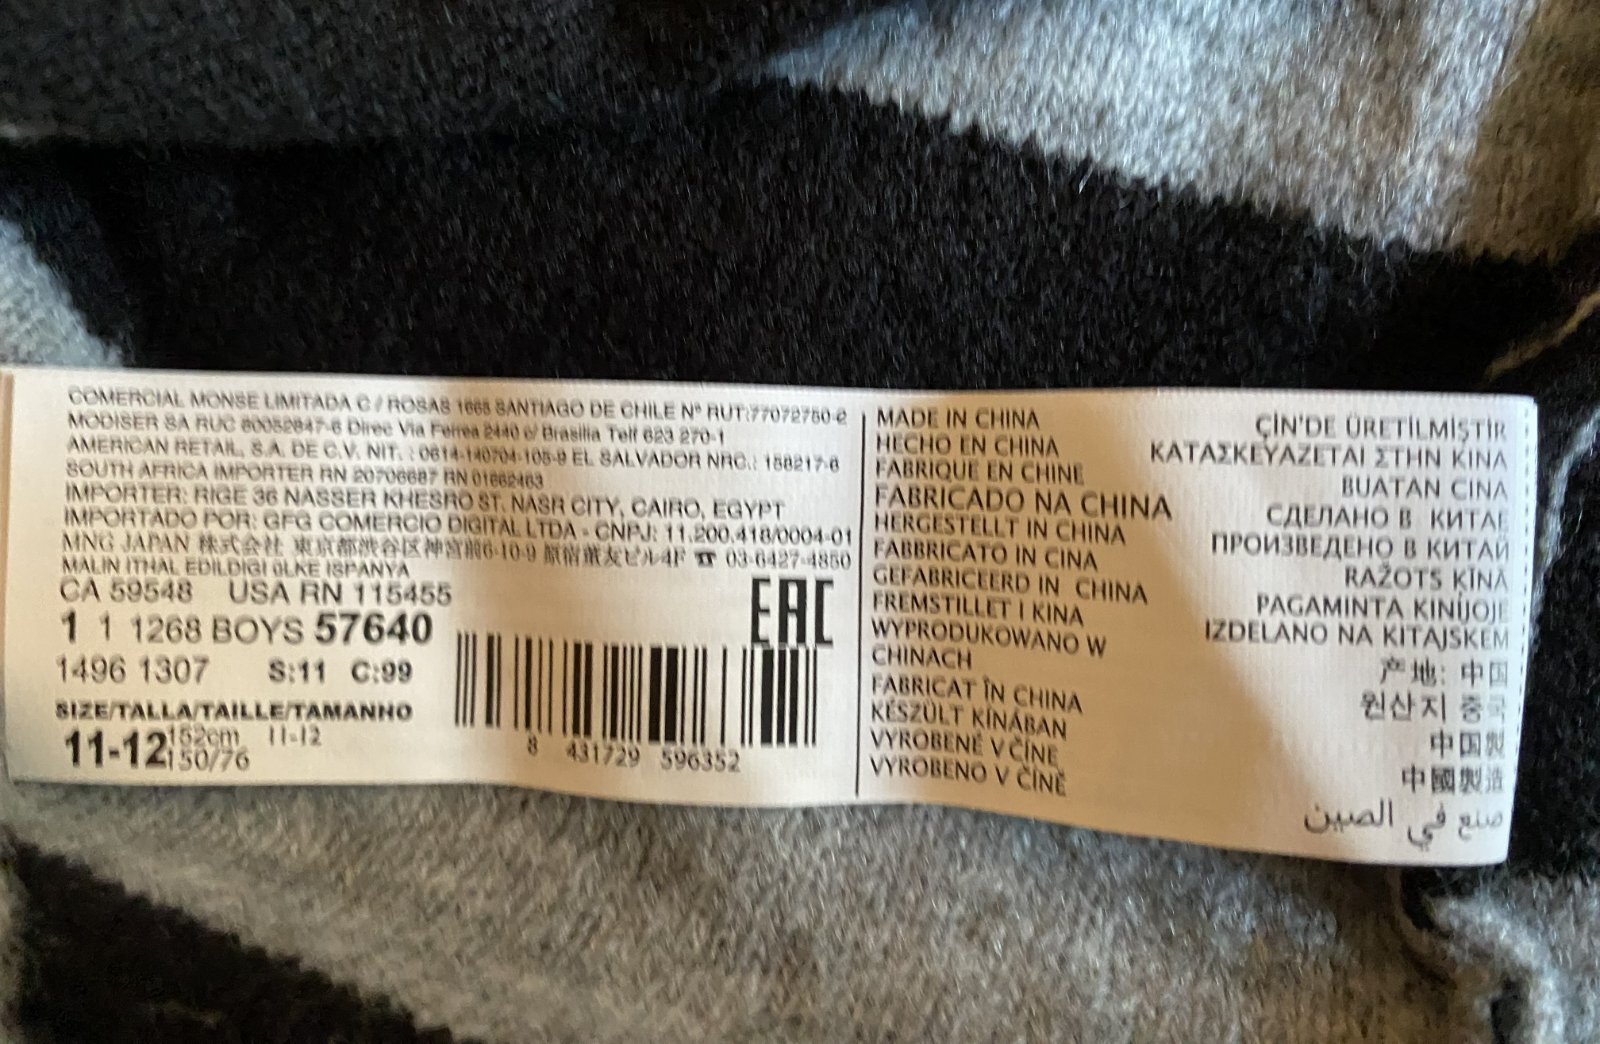 COMERCIAL MONSE LIMITADA C / ROSAS 1665 SANTIAGO DE CHILE Nº RUT:77072750-2
MODISER SA RUC 80052847-6 Direc Via Ferrea 2440 c/ Brasilia Telf 623 270-1
AMERICAN RETAIL, S.A. DE C.V. NIT. : 0614-140704-105-9 EL SALVADOR NRC.: 158217-6
SOUTH AFRICA IMPORTER RN 20706687 RN 01662463
IMPORTER: RIGE 36 NASSER KHESRO ST. NASR CITY, CAIRO, EGYPT
IMPORTADO POR: GFG COMERCIO DIGITAL LTDA - CNPJ: 11.200.418/0004-01
MNG JAPAN 株式会社 東京都渋谷区神宮前6-10-9 原宿董友ビル4F ☎ 03-6427-4850
MALIN ITHAL EDILDIGI ÜLKE ISPANYA
CA 59548 USA RN 115455
EAC
1 1 1268 BOYS 57640
1496 1307 S:11 C:99
SIZE/TALLA/TAILLE/TAMANHO
11-12 152cm 11-12
150/76
8 431729 596352
MADE IN CHINA
HECHO EN CHINA
FABRIQUE EN CHINE
FABRICADO NA CHINA
HERGESTELLT IN CHINA
FABBRICATO IN CINA
GEFABRICEERD IN CHINA
FREMSTILLET I KINA
WYPRODUKOWANO W
CHINACH
FABRICAT ÎN CHINA
KÉSZÜLT KÍNÁBAN
VYROBENÉ V ČÍNE
VYROBENO V ČÍNĚ
ÇİN'DE ÜRETİLMİŞTİR
ΚΑΤΑΣΚΕΥΑΖΕΤΑΙ ΣΤΗΝ ΚΙΝΑ
BUATAN CINA
СДЕЛАНО В КИТАЕ
ПРОИЗВЕДЕНО В КИТАЙ
RAŽOTS ĶĪNĀ
PAGAMINTA KINIJOJE
IZDELANO NA KITAJSKEM
产地: 中国
원산지 중국
中国製
中國製造
صنع في الصين